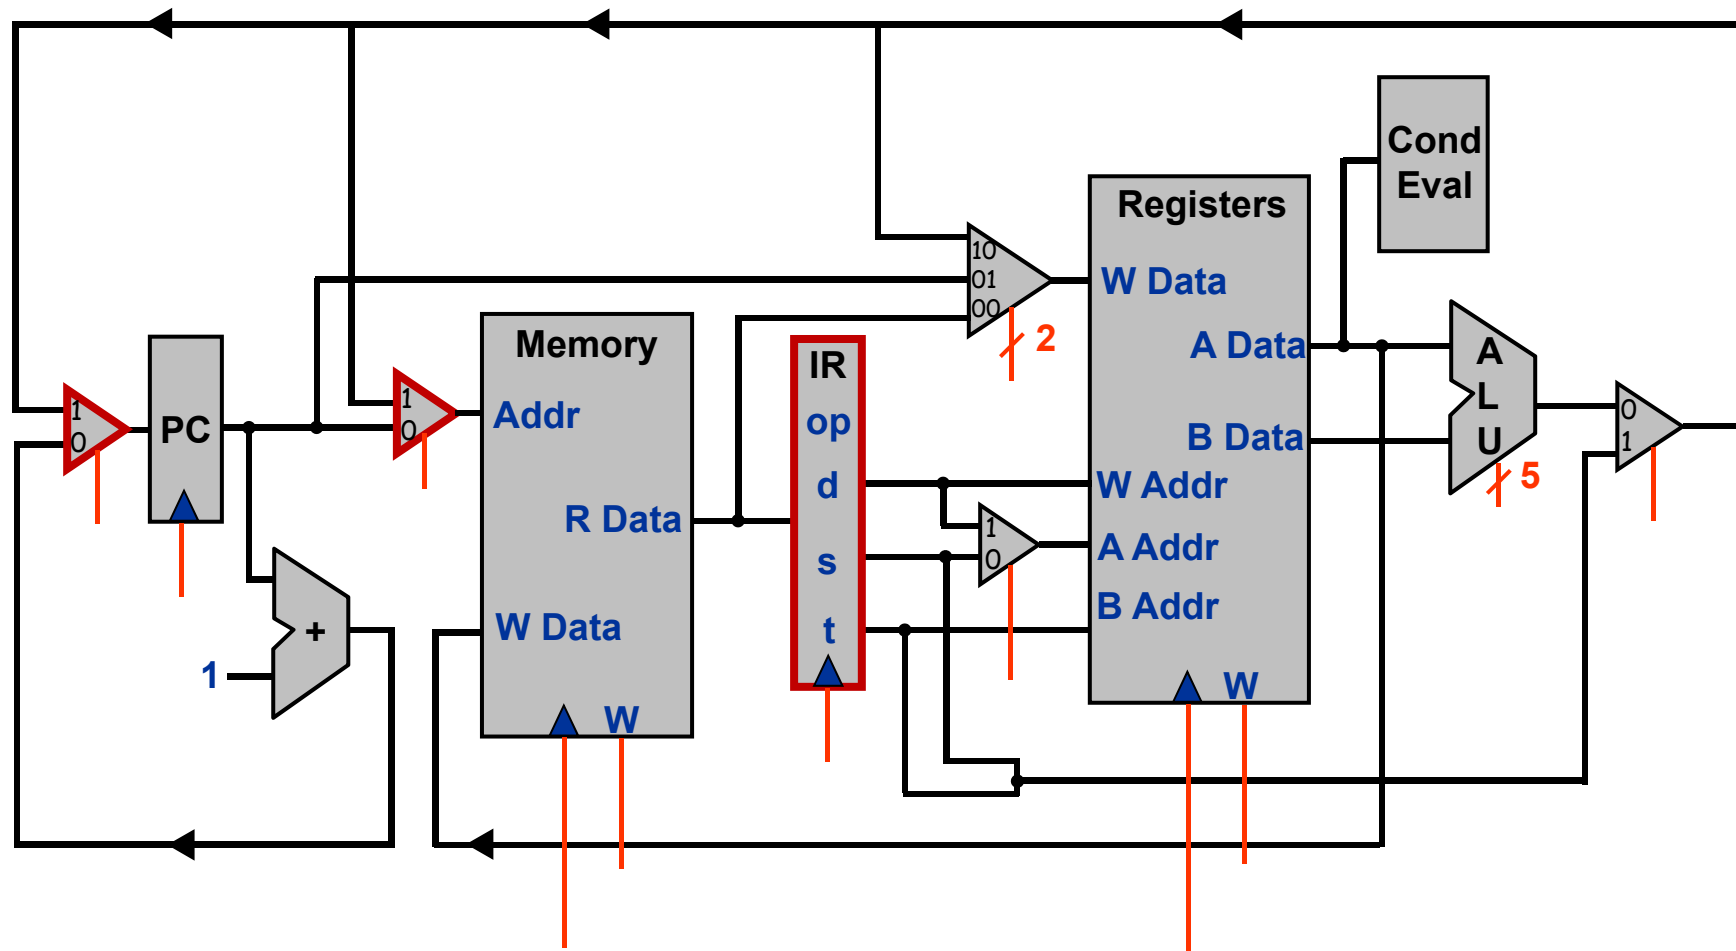 Cond
Eval
Registers
10
01
00
W Data
2
Memory
IR
A Data
A
L
U
1
0
PC
1
0
Addr
op
B Data
0
1
5
d
W Addr
R Data
1
0
A Addr
s
B Addr
+
W Data
t
1
W
W